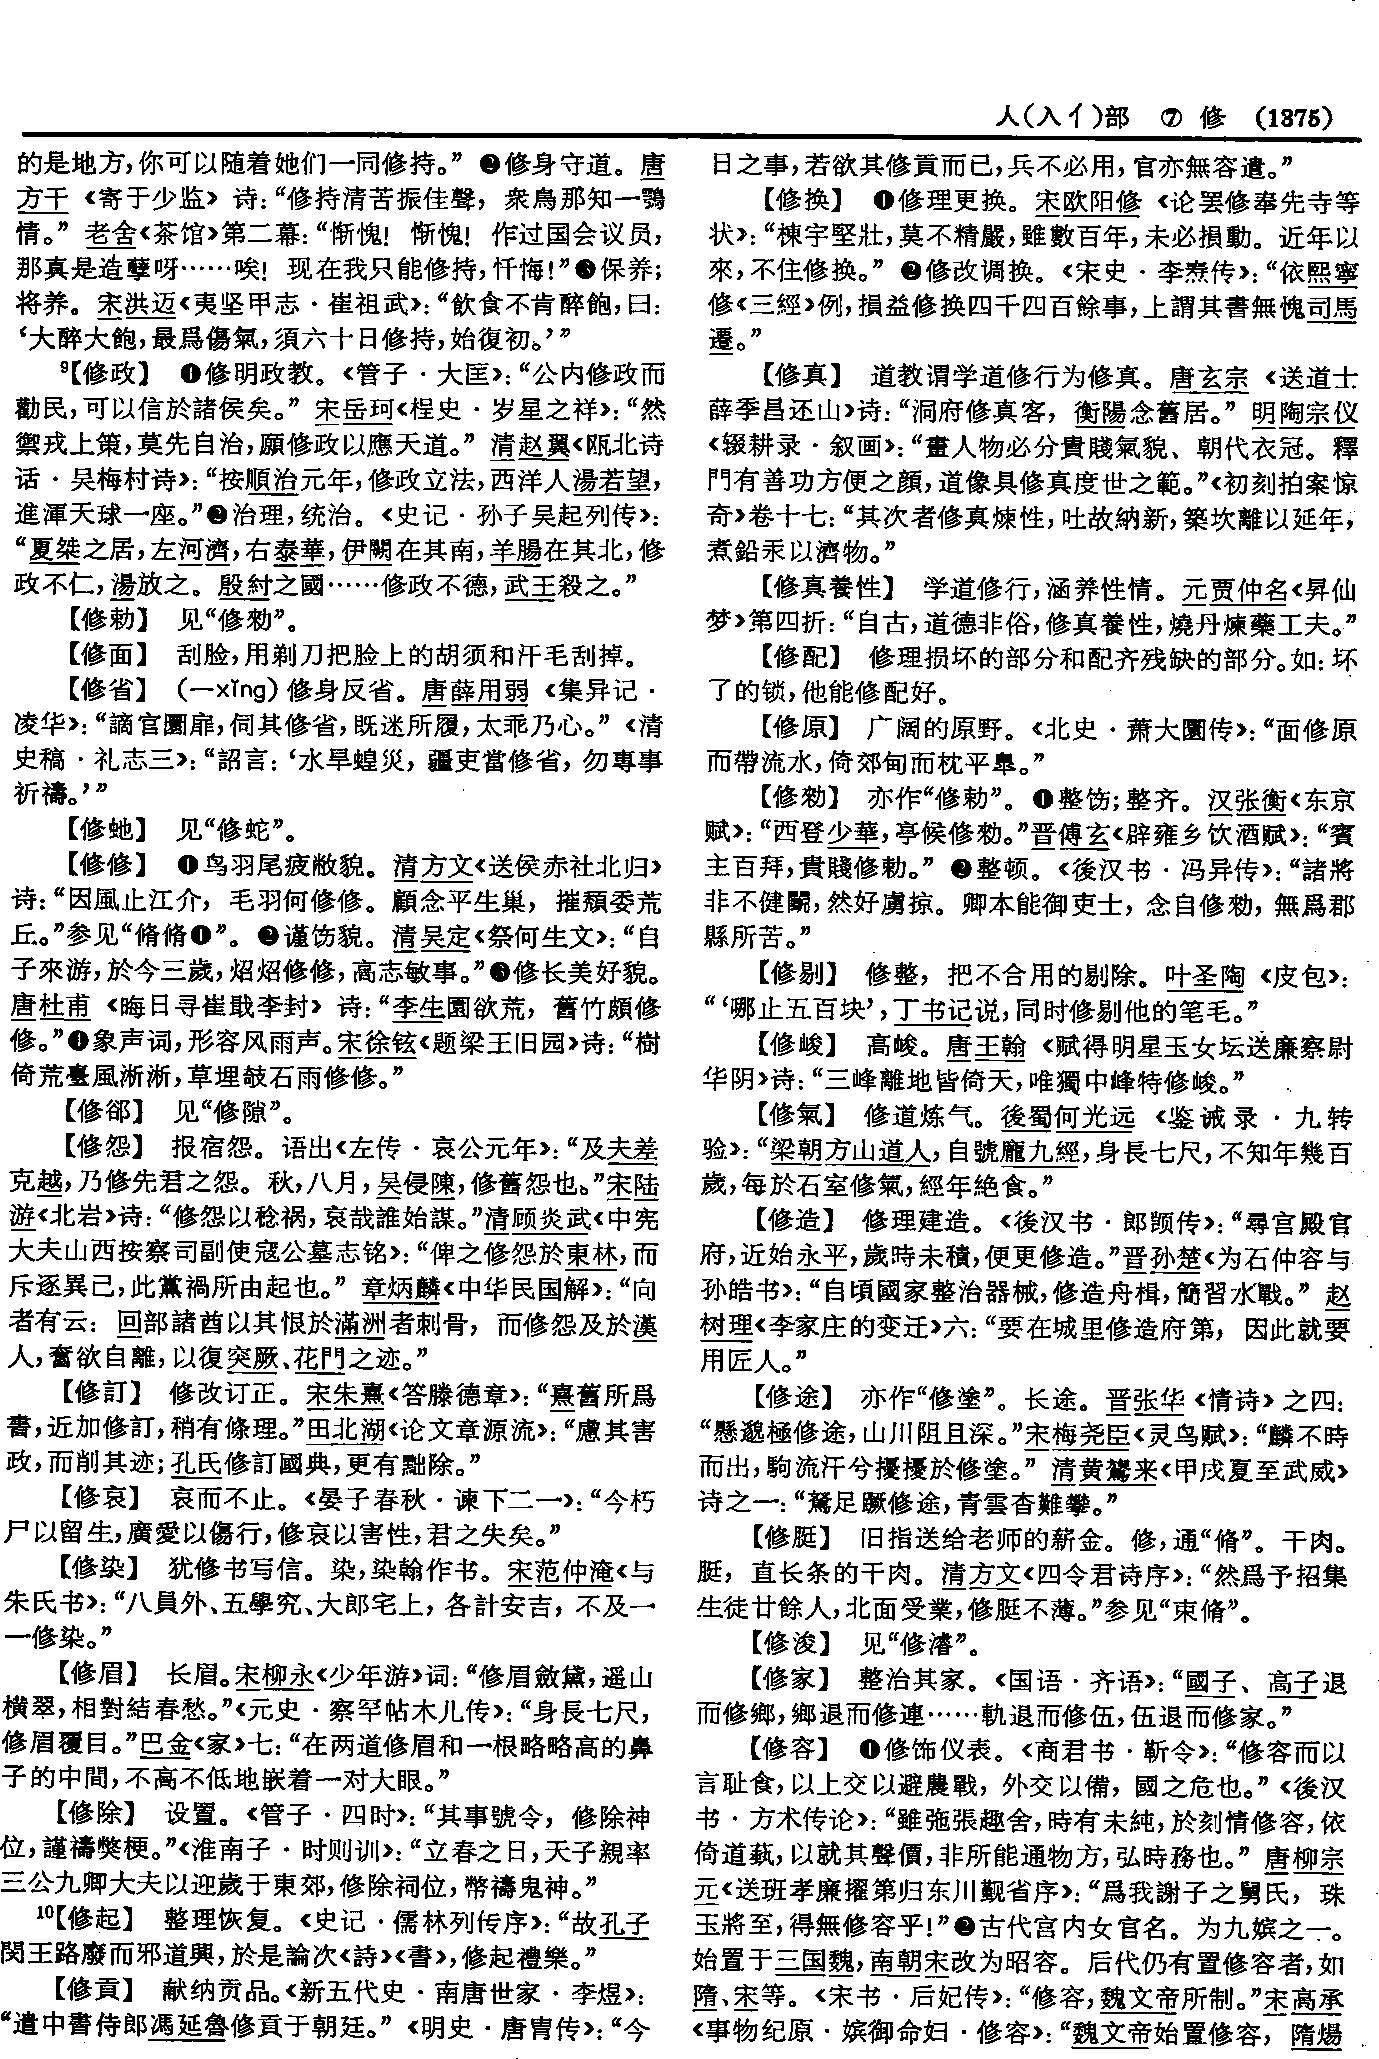 人(入亻)部 ⑦ 修 (1375)
的是地方,你可以随着她们一同修持。” ❷修身守道。唐
方干《寄于少监》诗:“修持清苦振佳聲,衆鳥那知一鶚
情。”老舍《茶馆》第二幕:“惭愧!惭愧!作过国会议员,
那真是造孽呀……唉!现在我只能修持,忏悔!”❸保养;
将养。宋洪迈《夷坚甲志·崔祖武》:“飲食不肯醉飽,曰:
‘大醉大飽,最爲傷氣,須六十日修持,始復初。’”
9【修政】 ❶修明政教。《管子·大匡》:“公内修政而
勸民,可以信於諸侯矣。”宋岳珂《桯史·岁星之祥》:“然
禦戎上策,莫先自治,願修政以應天道。”清赵翼《瓯北诗
话·吴梅村诗》:“按順治元年,修政立法,西洋人湯若望,
進渾天球一座。”❷治理,统治。《史记·孙子吴起列传》:
“夏桀之居,左河濟,右泰華,伊闕在其南,羊腸在其北,修
政不仁,湯放之。殷紂之國……修政不德,武王殺之。”
【修勅】 见“修勑”。
【修面】 刮脸,用剃刀把脸上的胡须和汗毛刮掉。
【修省】 (—xǐng)修身反省。唐薛用弱《集异记·
凌华》:“謫官圜扉,伺其修省,既迷所履,太乖乃心。”《清
史稿·礼志三》:“詔言:‘水旱蝗災,疆吏當修省,勿專事
祈禱。’”
【修虵】 见“修蛇”。
【修修】 ❶鸟羽尾疲敝貌。清方文《送侯赤社北归》
诗:“因風止江介,毛羽何修修。顧念平生巢,摧頽委荒
丘。”参见“脩脩❶”。❷谨饬貌。清吴定《祭何生文》:“自
子來游,於今三歲,炤炤修修,高志敏事。”❸修长美好貌。
唐杜甫《晦日寻崔戢李封》诗:“李生園欲荒,舊竹頗修
修。”❹象声词,形容风雨声。宋徐铉《题梁王旧园》诗:“樹
倚荒臺風淅淅,草埋攲石雨修修。”
【修郤】 见“修隙”。
【修怨】 报宿怨。语出《左传·哀公元年》:“及夫差
克越,乃修先君之怨。秋,八月,吴侵陳,修舊怨也。”宋陆
游《北岩》诗:“修怨以稔祸,哀哉誰始謀。”清顾炎武《中宪
大夫山西按察司副使寇公墓志铭》:“俾之修怨於東林,而
斥逐異己,此黨禍所由起也。”章炳麟《中华民国解》:“向
者有云:回部諸酋以其恨於滿洲者刺骨,而修怨及於漢
人,奮欲自離,以復突厥、花門之迹。”
【修訂】 修改订正。宋朱熹《答滕德章》:“熹舊所爲
書,近加修訂,稍有條理。”田北湖《论文章源流》:“慮其害
政,而削其迹;孔氏修訂國典,更有黜除。”
【修哀】 哀而不止。《晏子春秋·谏下二一》:“今朽
尸以留生,廣愛以傷行,修哀以害性,君之失矣。”
【修染】 犹修书写信。染,染翰作书。宋范仲淹《与
朱氏书》:“八員外、五學究、大郎宅上,各計安吉,不及一
一修染。”
【修眉】 长眉。宋柳永《少年游》词:“修眉斂黛,遥山
横翠,相對結春愁。”《元史·察罕帖木儿传》:“身長七尺,
修眉覆目。”巴金《家》七:“在两道修眉和一根略略高的鼻
子的中間,不高不低地嵌着一对大眼。”
【修除】 设置。《管子·四时》:“其事號令,修除神
位,謹禱獘梗。”《淮南子·时则训》:“立春之日,天子親率
三公九卿大夫以迎歲于東郊,修除祠位,幣禱鬼神。”
10【修起】 整理恢复。《史记·儒林列传序》:“故孔子
閔王路廢而邪道興,於是論次《詩》《書》,修起禮樂。”
【修貢】 献纳贡品。《新五代史·南唐世家·李煜》:
“遣中書侍郎馮延魯修貢于朝廷。”《明史·唐胄传》:“今
日之事,若欲其修貢而已,兵不必用,官亦無容遣。”
【修换】 ❶修理更换。宋欧阳修《论罢修奉先寺等
状》:“棟宇堅壯,莫不精嚴,雖數百年,未必損動。近年以
來,不住修换。”❷修改调换。《宋史·李焘传》:“依熙寧
修《三經》例,損益修换四千四百餘事,上謂其書無愧司馬
遷。”
【修真】 道教谓学道修行为修真。唐玄宗《送道士
薛季昌还山》诗:“洞府修真客,衡陽念舊居。”明陶宗仪
《辍耕录·叙画》:“畫人物必分貴賤氣貌、朝代衣冠。釋
門有善功方便之顔,道像具修真度世之範。”《初刻拍案惊
奇》卷十七:“其次者修真煉性,吐故納新,築坎離以延年,
煮鉛汞以濟物。”
【修真養性】 学道修行,涵养性情。元贾仲名《昇仙
梦》第四折:“自古,道德非俗,修真養性,燒丹煉藥工夫。”
【修配】 修理损坏的部分和配齐残缺的部分。如:坏
了的锁,他能修配好。
【修原】 广阔的原野。《北史·萧大圜传》:“面修原
而帶流水,倚郊甸而枕平皐。”
【修勑】 亦作“修勅”。❶整饬;整齐。汉张衡《东京
赋》:“西登少華,亭候修勑。”晋傅玄《辟雍乡饮酒赋》:“賓
主百拜,貴賤修勅。”❷整顿。《後汉书·冯异传》:“諸將
非不健鬭,然好虜掠。卿本能御吏士,念自修勑,無爲郡
縣所苦。”
【修剔】 修整,把不合用的剔除。叶圣陶《皮包》:
“‘哪止五百块’,丁书记说,同时修剔他的笔毛。”
【修峻】 高峻。唐王翰《赋得明星玉女坛送廉察尉
华阴》诗:“三峰離地皆倚天,唯獨中峰特修峻。”
【修氣】 修道炼气。後蜀何光远《鉴诫录·九转
验》:“梁朝方山道人,自號龐九經,身長七尺,不知年幾百
歲,每於石室修氣,經年絶食。”
【修造】 修理建造。《後汉书·郎𫖮传》:“尋宫殿官
府,近始永平,歲時未積,便更修造。”晋孙楚《为石仲容与
孙皓书》:“自頃國家整治器械,修造舟楫,簡習水戰。”赵
树理《李家庄的变迁》六:“要在城里修造府第,因此就要
用匠人。”
【修途】 亦作“修塗”。长途。晋张华《情诗》之四:
“懸邈極修途,山川阻且深。”宋梅尧臣《灵鸟赋》:“麟不時
而出,駒流汗兮擾擾於修塗。”清黄鷟来《甲戌夏至武威》
诗之一:“駑足蹶修途,青雲杳難攀。”
【修脡】 旧指送给老师的薪金。修,通“脩”。干肉。
脡,直长条的干肉。清方文《四令君诗序》:“然爲予招集
生徒廿餘人,北面受業,修脡不薄。”参见“束脩”。
【修浚】 见“修濬”。
【修家】 整治其家。《国语·齐语》:“國子、高子退
而修鄉,鄉退而修連……軌退而修伍,伍退而修家。”
【修容】 ❶修饰仪表。《商君书·靳令》:“修容而以
言耻食,以上交以避農戰,外交以備,國之危也。”《後汉
书·方术传论》:“雖弛張趣舍,時有未純,於刻情修容,依
倚道藝,以就其聲價,非所能通物方,弘時務也。”唐柳宗
元《送班孝廉擢第归东川觐省序》:“爲我謝子之舅氏,珠
玉將至,得無修容乎!”❷古代宫内女官名。为九嫔之一。
始置于三国魏,南朝宋改为昭容。后代仍有置修容者,如
隋、宋等。《宋书·后妃传》:“修容,魏文帝所制。”宋高承
《事物纪原·嫔御命妇·修容》:“魏文帝始置修容,隋煬